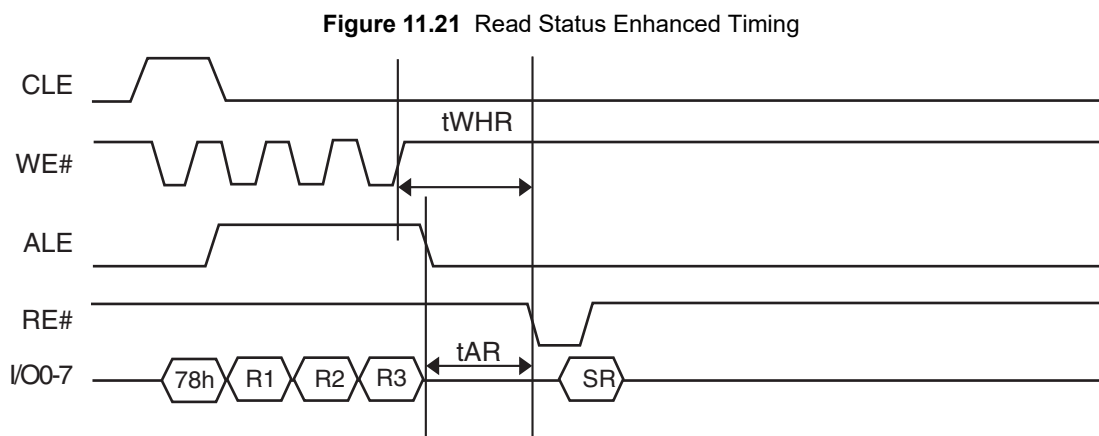 Figure 11.21 Read Status Enhanced Timing
CLE
tWHR
WE#
ALE
RE#
tAR
I/O0-7
78h R1 R2 R3 SR